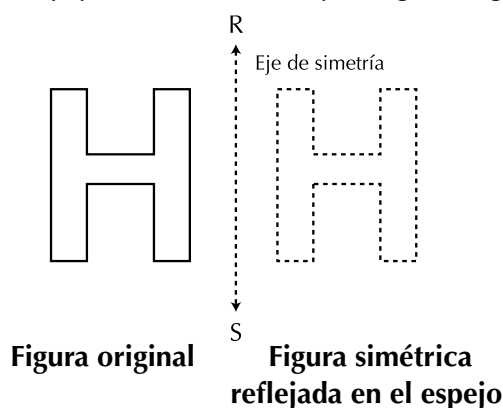 R
Eje de simetría
S
Figura original
Figura simétrica
reflejada en el espejo